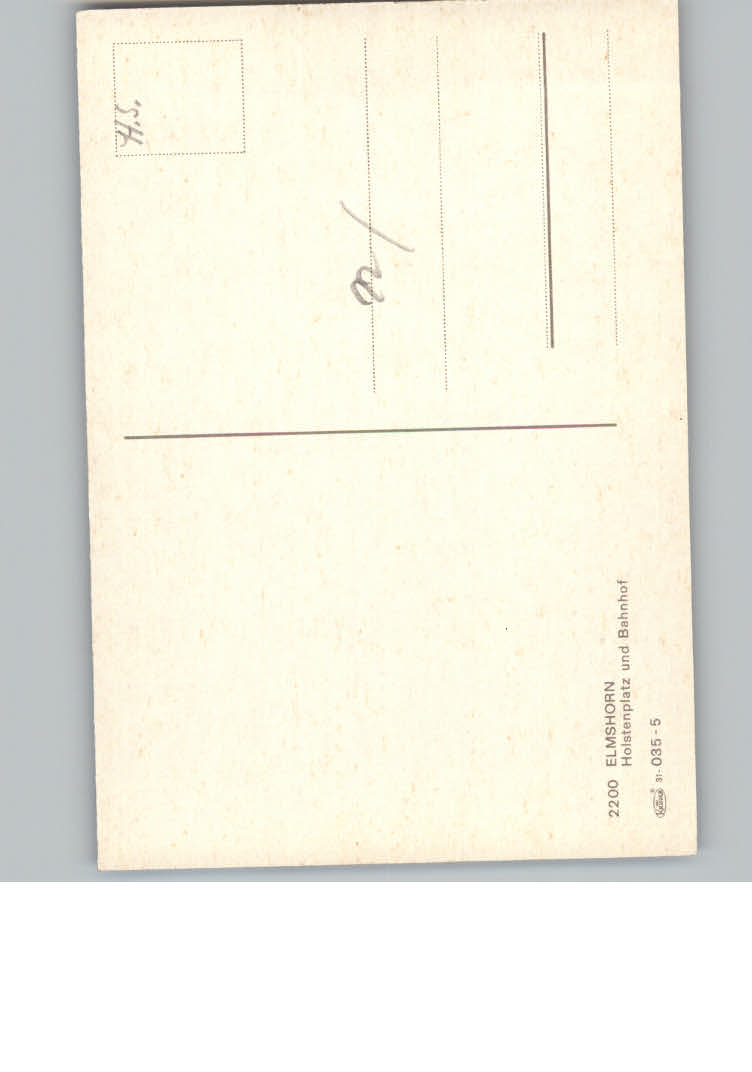 H.S.
2200 ELMSHORN
Holstenplatz und Bahnhof
31-035-5